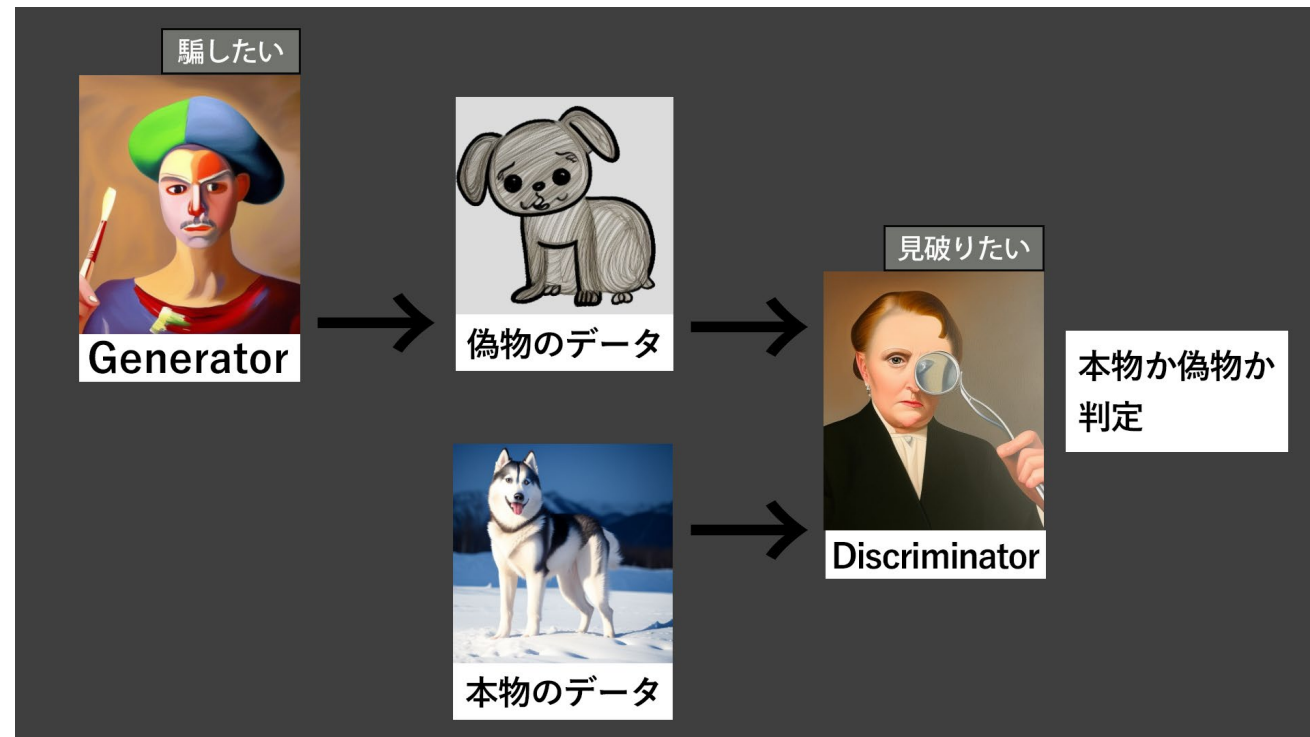 騙したい
Generator
偽物のデータ
本物のデータ
見破りたい
Discriminator
本物か偽物か
判定